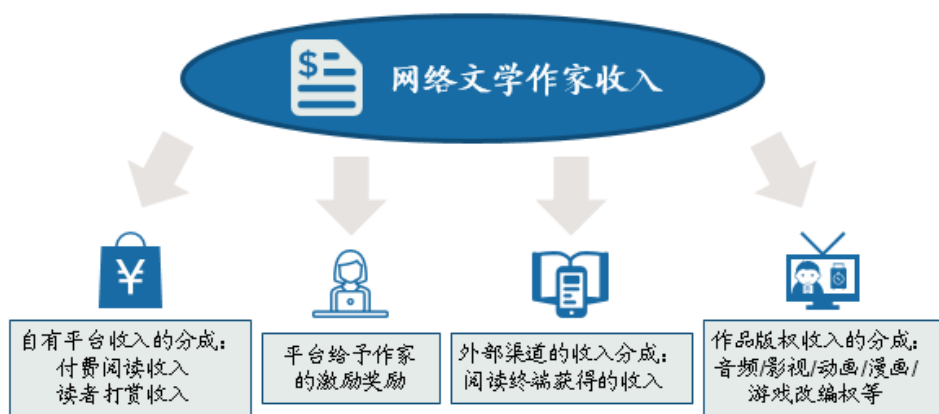 $
网络文学作家收入
¥
自有平台收入的分成：
付费阅读收入
读者打赏收入
平台给予作家
的激励奖励
外部渠道的收入分成：
阅读终端获得的收入
作品版权收入的分成：
音频/影视/动画/漫画/
游戏改编权等